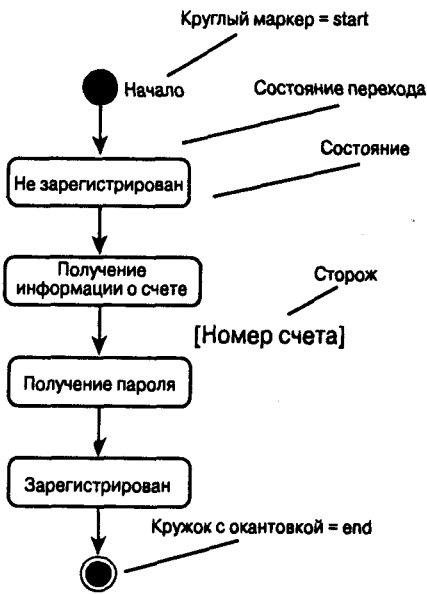 Круглый маркер = start
Начало
Состояние перехода
Состояние
Не зарегистрирован
Получение
информации о счете
Сторож
[Номер счета]
Получение пароля
Зарегистрирован
Кружок с окантовкой = end